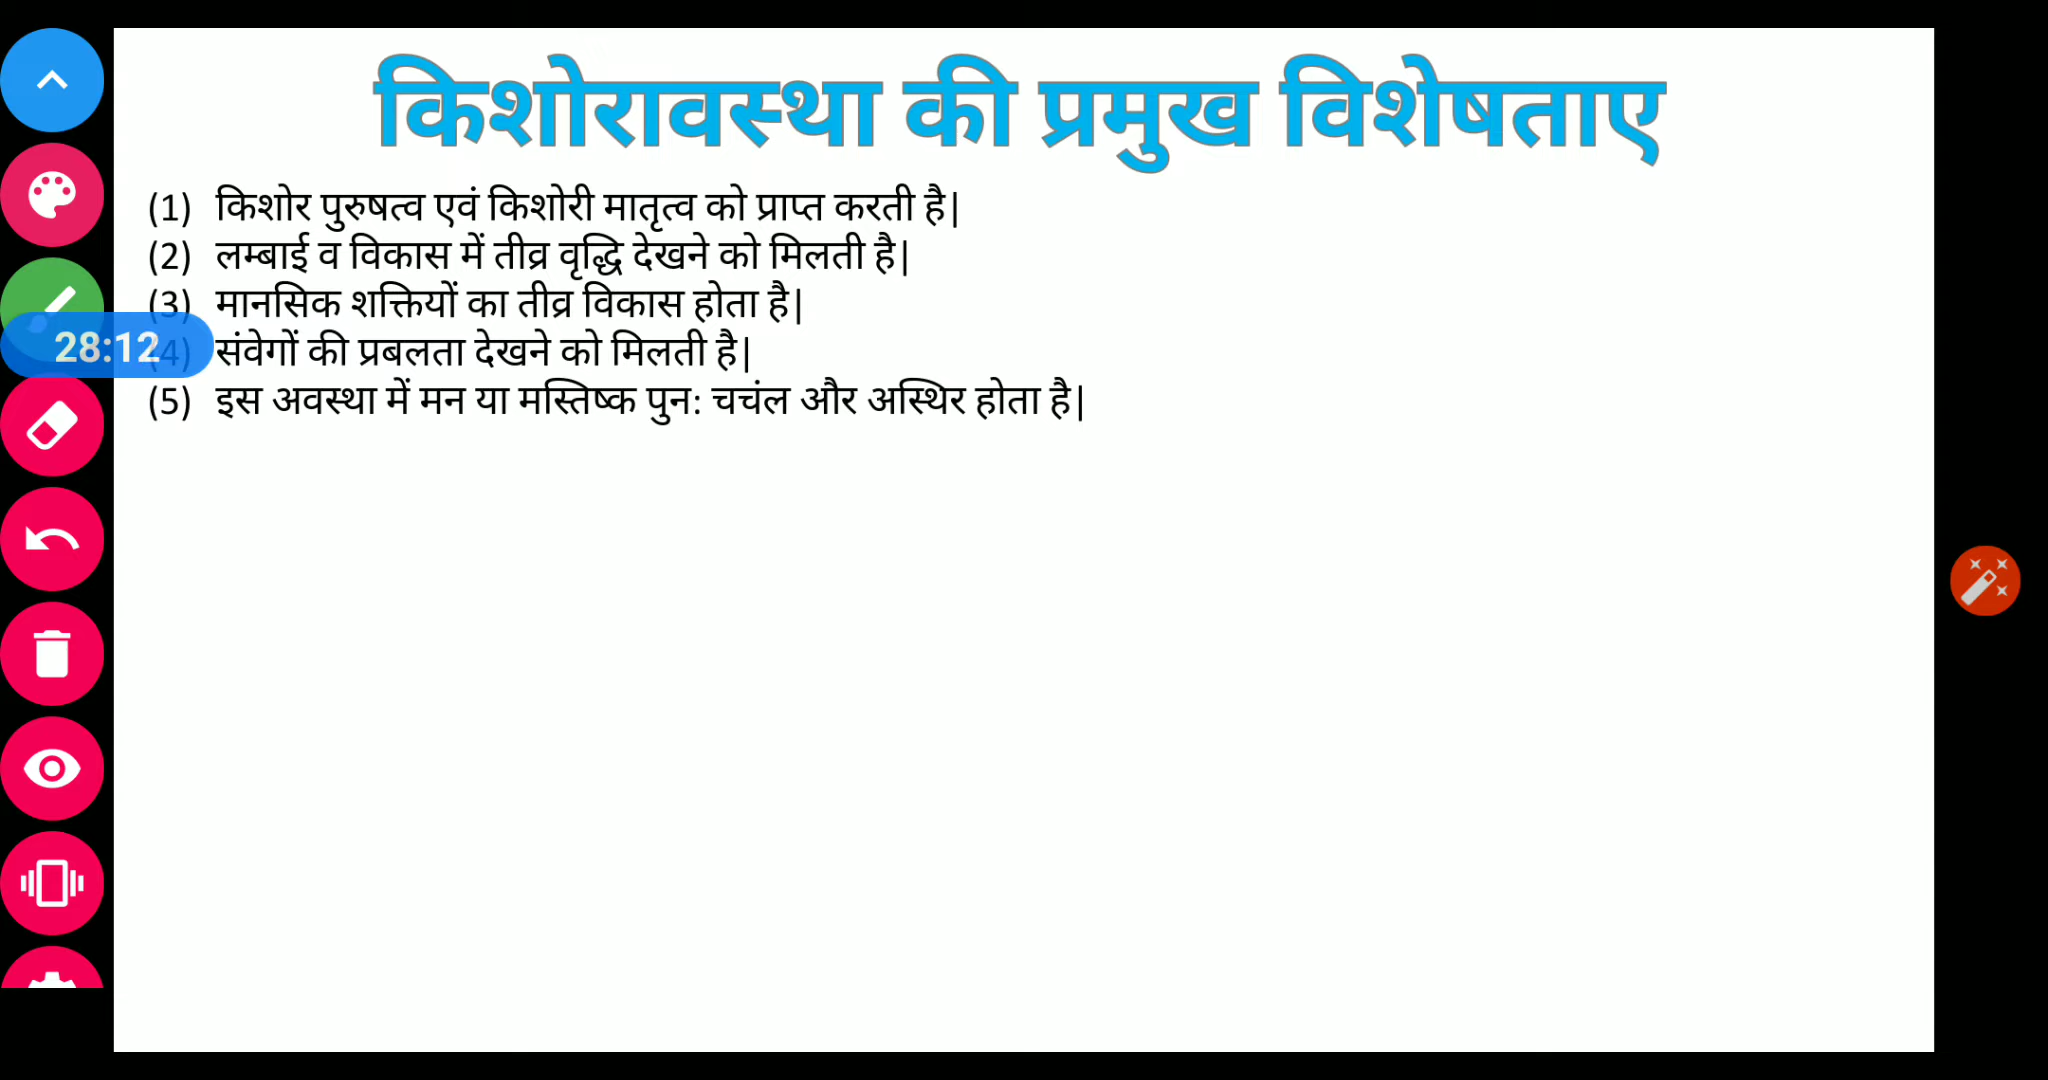 किशोरावस्था की प्रमुख विशेषताए
(1) किशोर पुरुषत्व एवं किशोरी मातृत्व को प्राप्त करती है|
(2) लम्बाई व विकास में तीव्र वृद्धि देखने को मिलती है|
(3) मानसिक शक्तियों का तीव्र विकास होता है|
28:12
(4) संवेगों की प्रबलता देखने को मिलती है|
(5) इस अवस्था में मन या मस्तिष्क पुन: चचंल और अस्थिर होता है|